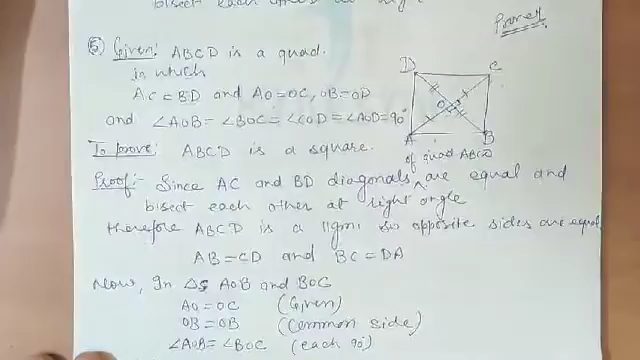 bisect each other at right
Proved
⑤ Given: ABCD is a quad.
in which
AC = BD and AO = OC, OB = OD
and ∠AOB = ∠BOC = ∠COD = ∠AOD = 90°
D C
O
A B
To prove: ABCD is a square.
of quad ABCD
Proof:- Since AC and BD diagonals ^ are equal and
bisect each other at right angle
therefore ABCD is a llgm. so opposite sides are equal
AB = CD and BC = DA
Now, In Δs AOB and BOC
AO = OC (Given)
OB = OB (Common side)
∠AOB = ∠BOC (each 90°)